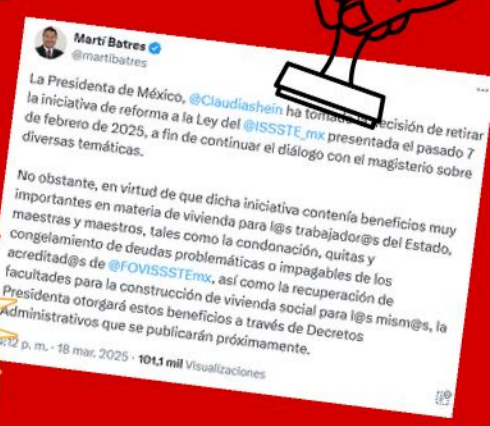 Martí Batres
@martibatres
La Presidenta de México, @Claudiashein ha tomado la decisión de retirar
la iniciativa de reforma a la Ley del @ISSSTE_mx presentada el pasado 7
de febrero de 2025, a fin de continuar el diálogo con el magisterio sobre
diversas temáticas.
No obstante, en virtud de que dicha iniciativa contenía beneficios muy
importantes en materia de vivienda para l@s trabajador@s del Estado,
maestras y maestros, tales como la condonación, quitas y
congelamiento de deudas problemáticas o impagables de los
acreditad@s de @FOVISSSTEmx, así como la recuperación de
facultades para la construcción de vivienda social para l@s mism@s, la
Presidenta otorgará estos beneficios a través de Decretos
Administrativos que se publicarán próximamente.
:12 p. m. · 18 mar. 2025 · 101,1 mil Visualizaciones